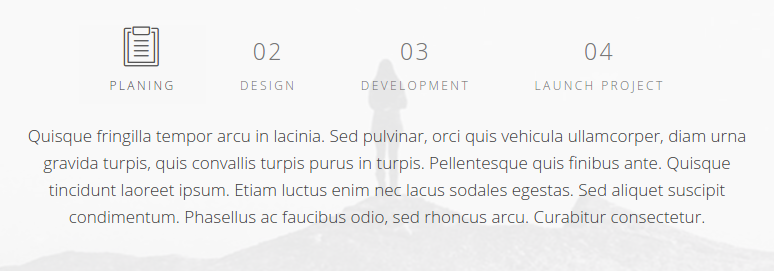 02 03 04
PLANING DESIGN DEVELOPMENT LAUNCH PROJECT
Quisque fringilla tempor arcu in lacinia. Sed pulvinar, orci quis vehicula ullamcorper, diam urna
gravida turpis, quis convallis turpis purus in turpis. Pellentesque quis finibus ante. Quisque
tincidunt laoreet ipsum. Etiam luctus enim nec lacus sodales egestas. Sed aliquet suscipit
condimentum. Phasellus ac faucibus odio, sed rhoncus arcu. Curabitur consectetur.